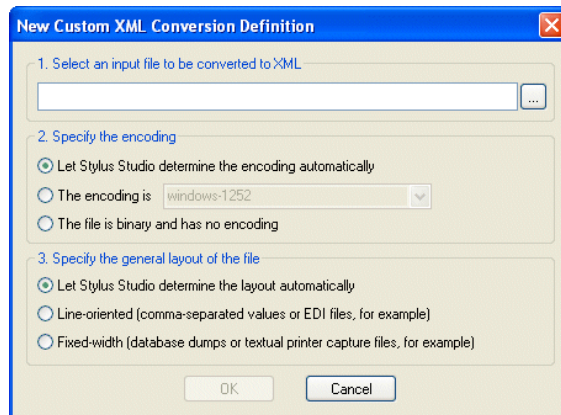 New Custom XML Conversion Definition
1. Select an input file to be converted to XML
...
2. Specify the encoding
Let Stylus Studio determine the encoding automatically
The encoding is windows-1252
The file is binary and has no encoding
3. Specify the general layout of the file
Let Stylus Studio determine the layout automatically
Line-oriented (comma-separated values or EDI files, for example)
Fixed-width (database dumps or textual printer capture files, for example)
OK Cancel